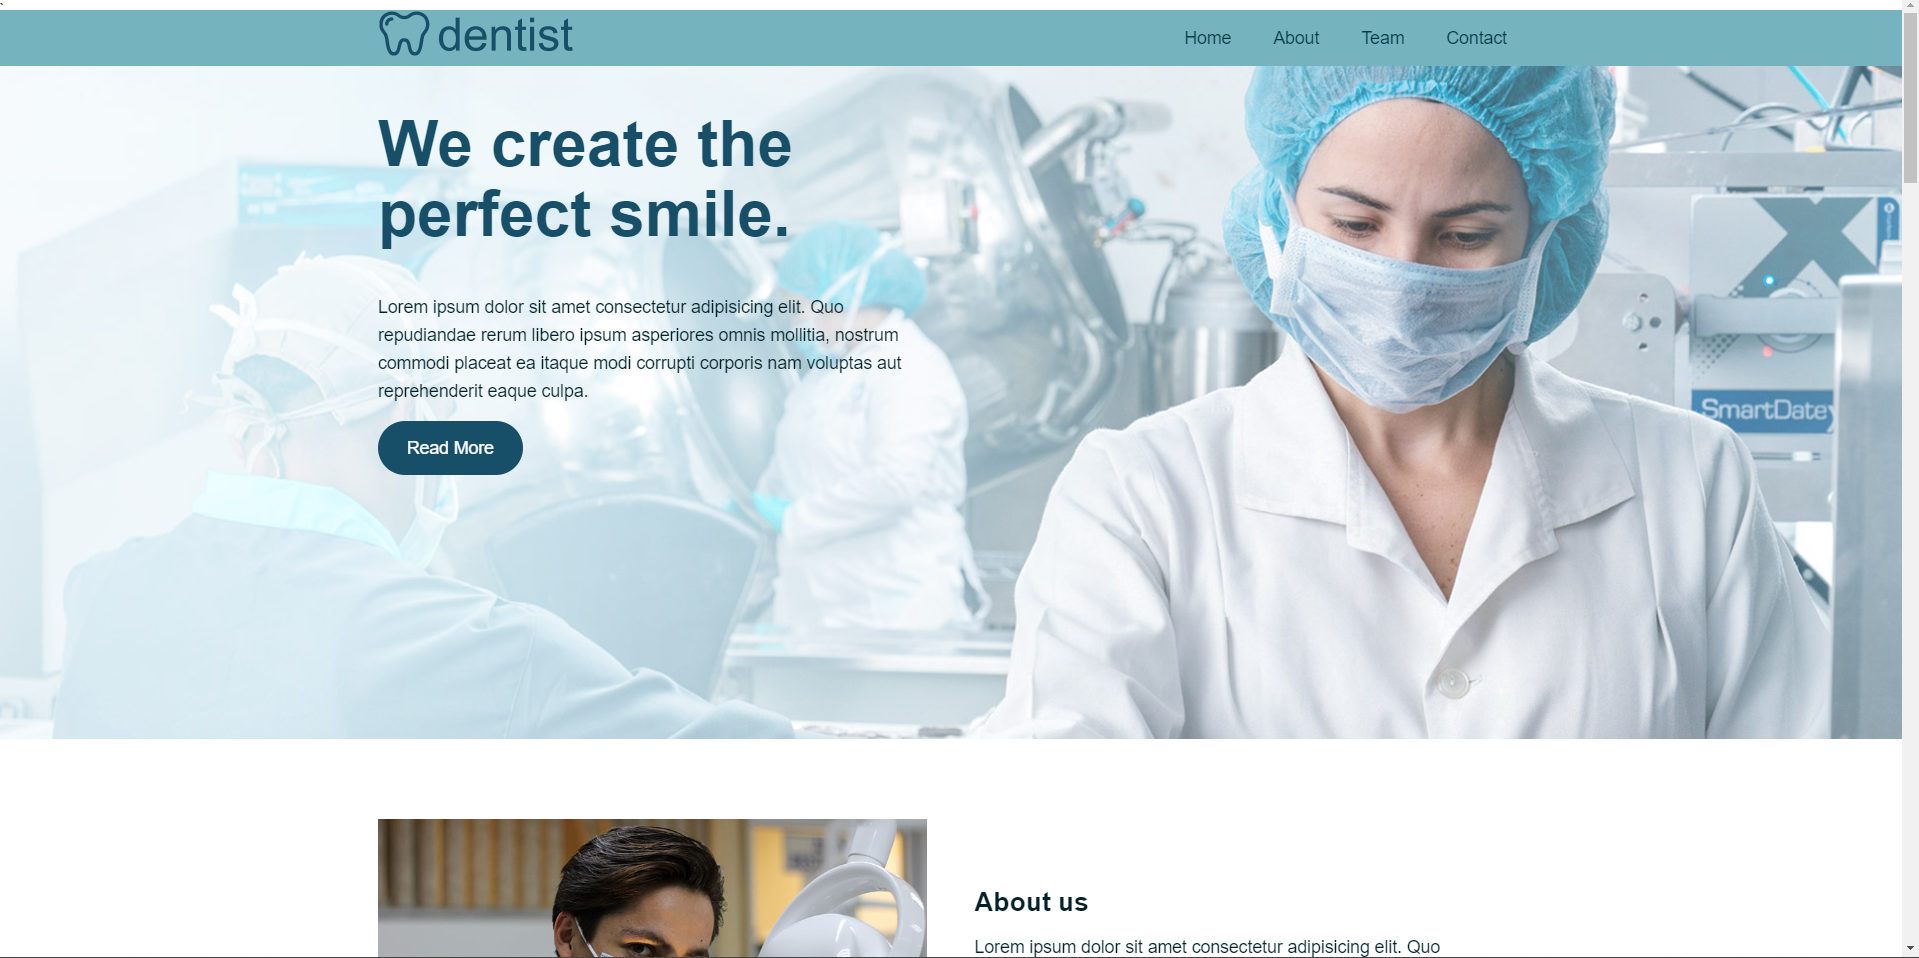 `
dentist
Home About Team Contact
We create the
perfect smile.
Lorem ipsum dolor sit amet consectetur adipisicing elit. Quo
repudiandae rerum libero ipsum asperiores omnis mollitia, nostrum
commodi placeat ea itaque modi corrupti corporis nam voluptas aut
reprehenderit eaque culpa.
Read More
SmartDate
About us
Lorem ipsum dolor sit amet consectetur adipisicing elit. Quo